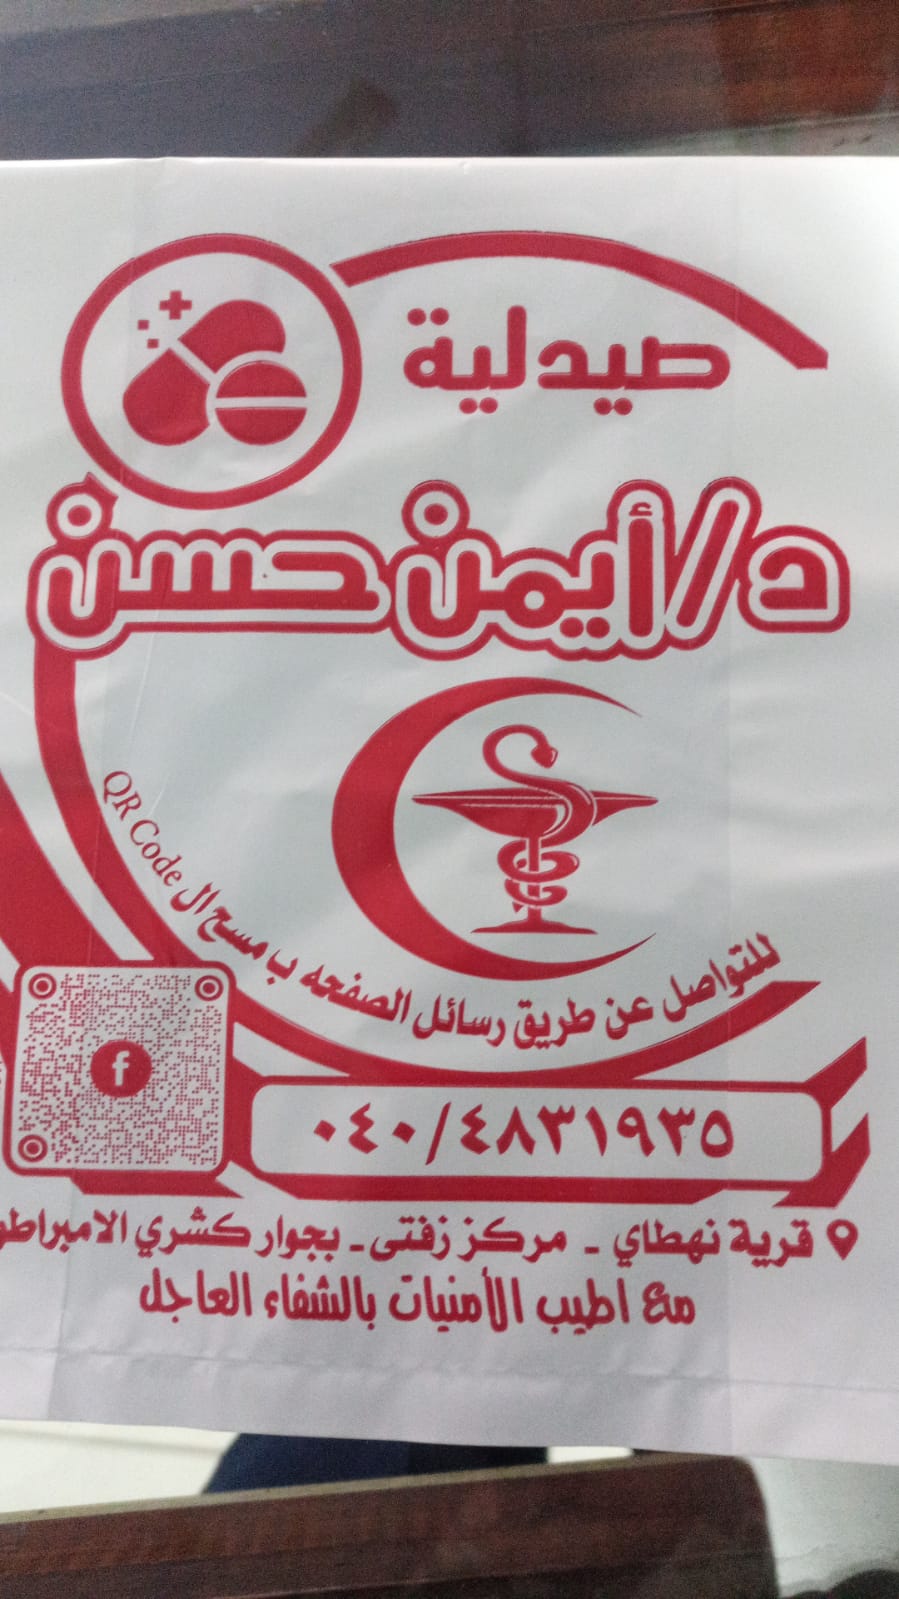 صيدلية
د/أيمن حسن
للتواصل عن طريق رسائل الصفحه ب مسح ال QR Code
٠٤٠/٤٨٣١٩٣٥
قرية نهطاي - مركز زفتى - بجوار كشري الامبراطو
مع اطيب الأمنيات بالشفاء العاجل